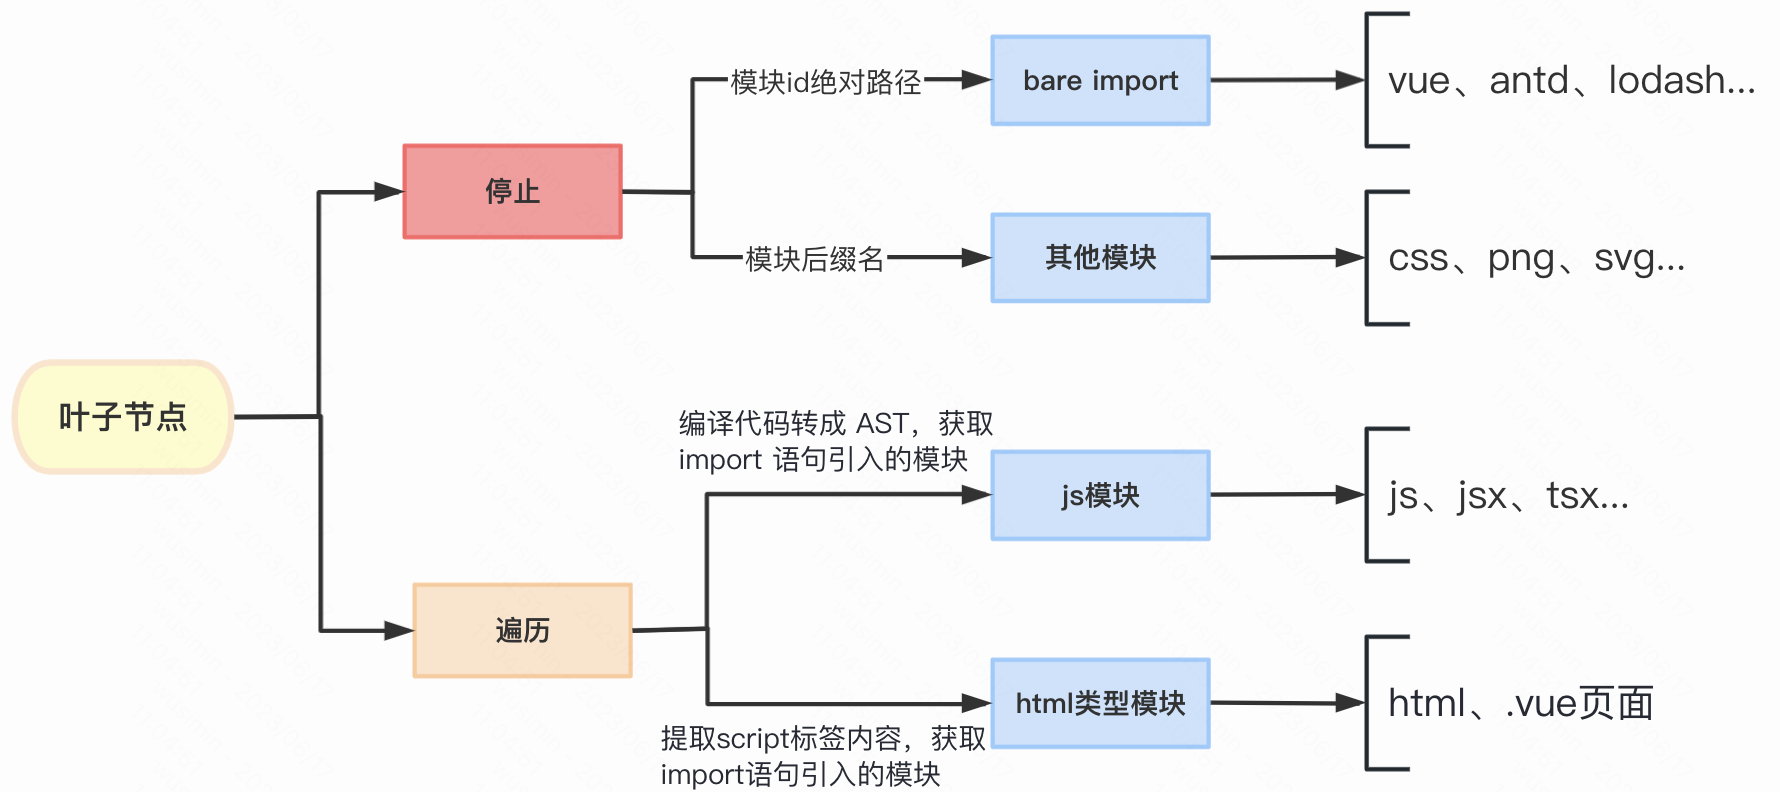 叶子节点
停止
模块id绝对路径
bare import
vue、antd、lodash...
模块后缀名
其他模块
css、png、svg...
遍历
编译代码转成 AST，获取
import 语句引入的模块
js模块
js、jsx、tsx...
提取script标签内容，获取
import语句引入的模块
html类型模块
html、.vue页面